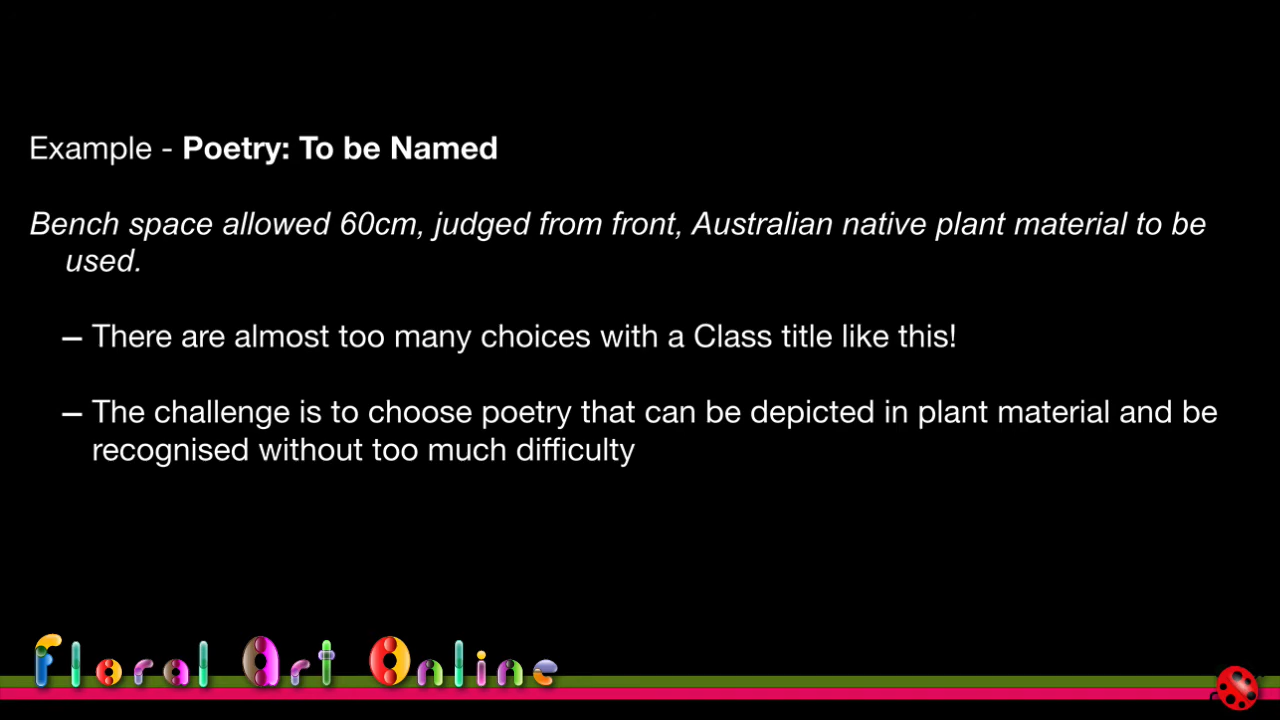 Example - Poetry: To be Named
Bench space allowed 60cm, judged from front, Australian native plant material to be
used.
– There are almost too many choices with a Class title like this!
– The challenge is to choose poetry that can be depicted in plant material and be
recognised without too much difficulty
Floral Art Online